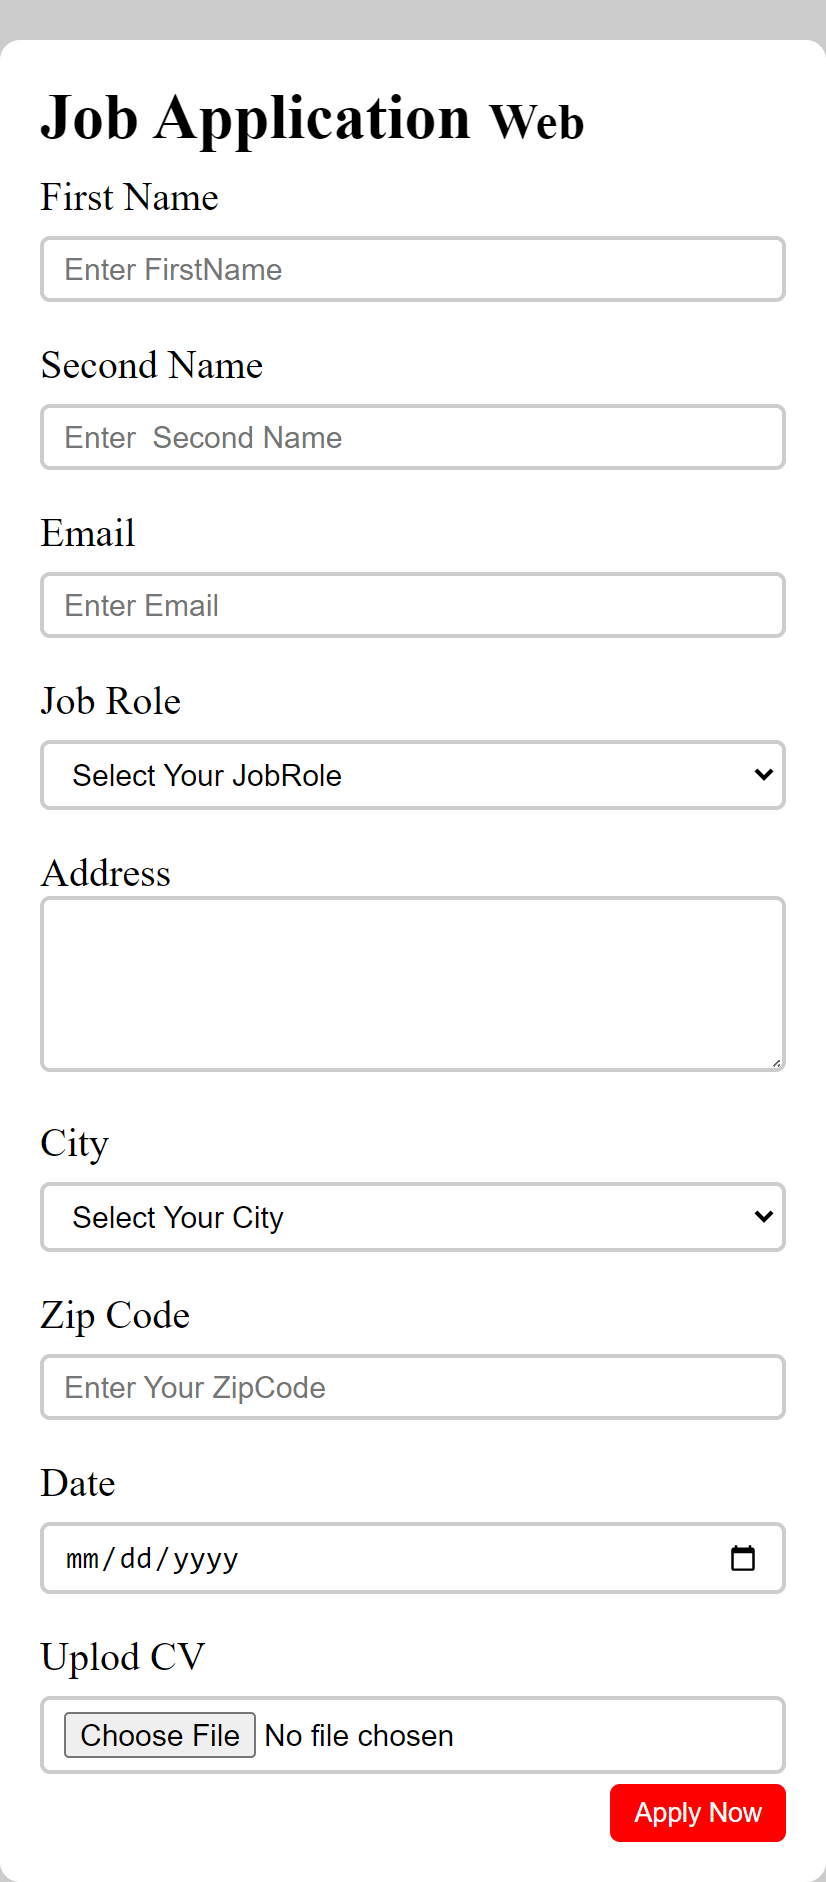 Job Application Web
First Name
Enter FirstName
Second Name
Enter  Second Name
Email
Enter Email
Job Role
Select Your JobRole
Address
City
Select Your City
Zip Code
Enter Your ZipCode
Date
mm/dd/yyyy
Uplod CV
Choose File No file chosen
Apply Now